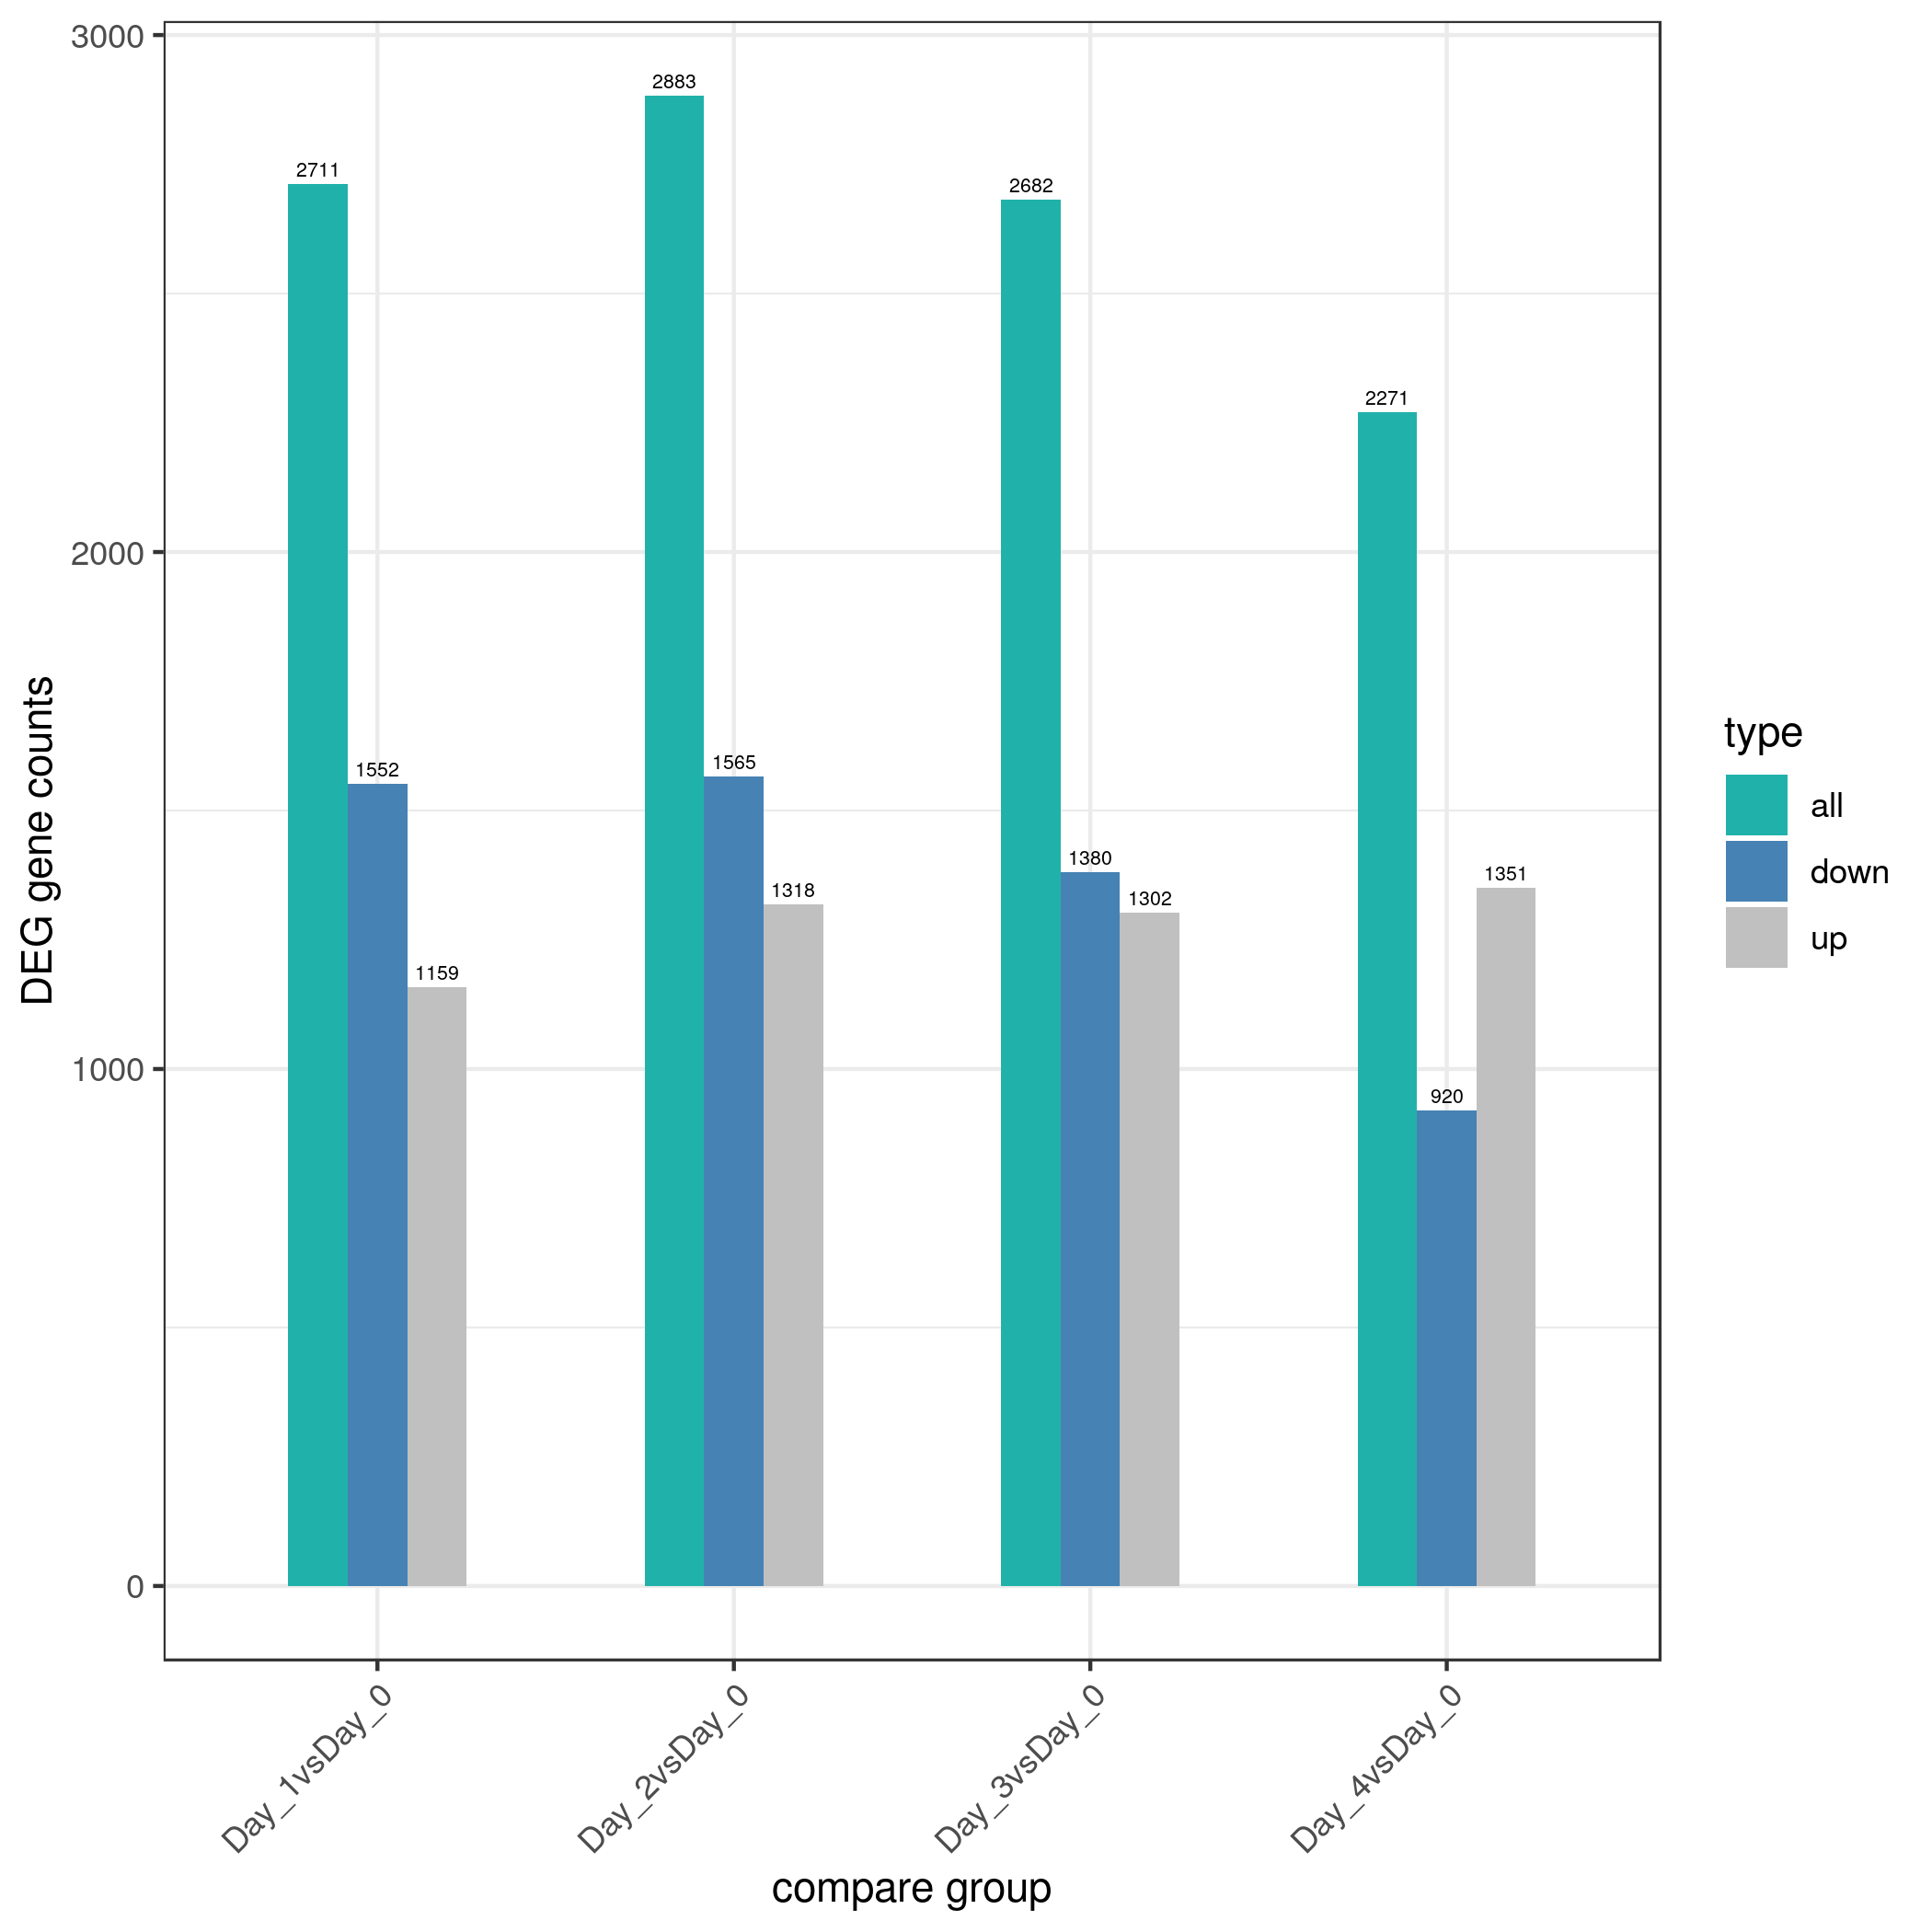 3000
2000
1000
0
DEG gene counts
2711
1552
1159
2883
1565
1318
2682
1380
1302
2271
920
1351
Day_1vsDay_0
Day_2vsDay_0
Day_3vsDay_0
Day_4vsDay_0
compare group
type
all
down
up